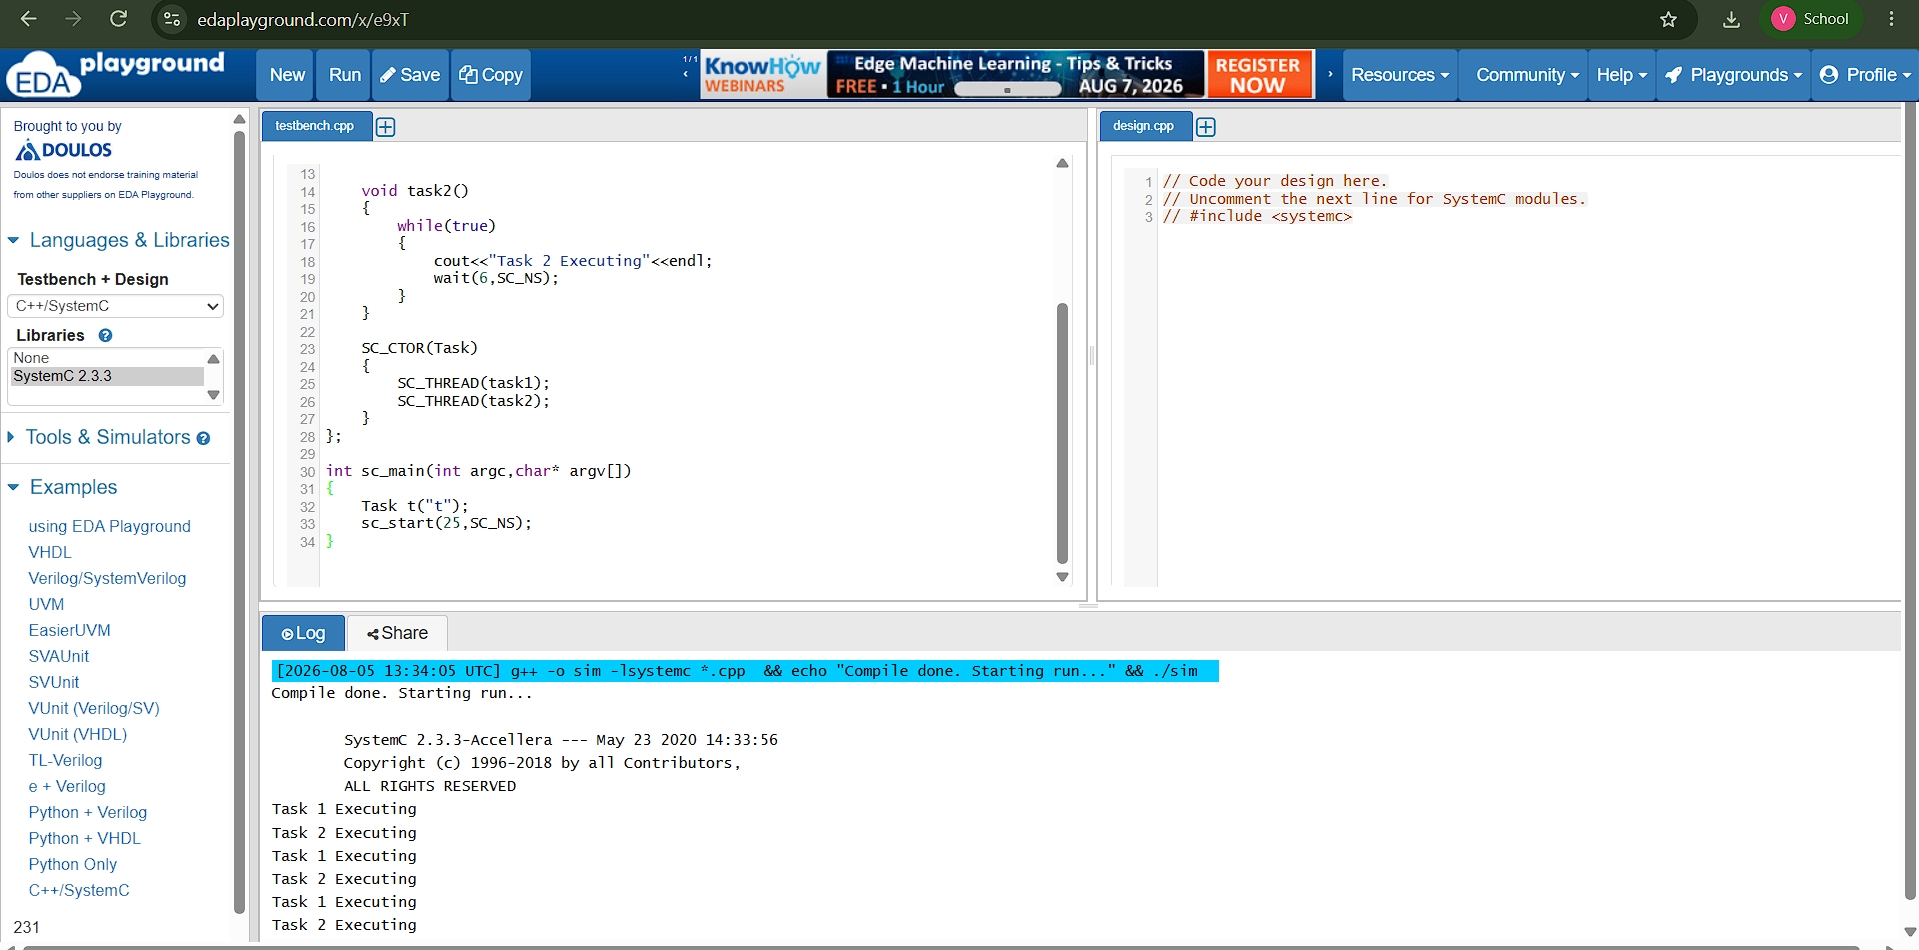 edaplayground.com/x/e9xT
School
V
EDA playground
New
Run
Save
Copy
1/1
KnowHow
WEBINARS
Edge Machine Learning - Tips & Tricks
FREE • 1 Hour
AUG 7, 2026
REGISTER
NOW
Resources
Community
Help
Playgrounds
Profile
Brought to you by
DOULOS
Doulos does not endorse training material
from other suppliers on EDA Playground.
Languages & Libraries
Testbench + Design
C++/SystemC
Libraries
None
SystemC 2.3.3
Tools & Simulators
Examples
using EDA Playground
VHDL
Verilog/SystemVerilog
UVM
EasierUVM
SVAUnit
SVUnit
VUnit (Verilog/SV)
VUnit (VHDL)
TL-Verilog
e + Verilog
Python + Verilog
Python + VHDL
Python Only
C++/SystemC
231
testbench.cpp
13
14 void task2()
15 {
16 while(true)
17 {
18 cout<<"Task 2 Executing"<<endl;
19 wait(6,SC_NS);
20 }
21 }
22
23 SC_CTOR(Task)
24 {
25 SC_THREAD(task1);
26 SC_THREAD(task2);
27 }
28 };
29
30 int sc_main(int argc,char* argv[])
31 {
32 Task t("t");
33 sc_start(25,SC_NS);
34 }
design.cpp
1 // Code your design here.
2 // Uncomment the next line for SystemC modules.
3 // #include <systemc>
Log
Share
[2026-08-05 13:34:05 UTC] g++ -o sim -lsystemc *.cpp && echo "Compile done. Starting run..." && ./sim
Compile done. Starting run...
SystemC 2.3.3-Accellera --- May 23 2020 14:33:56
Copyright (c) 1996-2018 by all Contributors,
ALL RIGHTS RESERVED
Task 1 Executing
Task 2 Executing
Task 1 Executing
Task 2 Executing
Task 1 Executing
Task 2 Executing